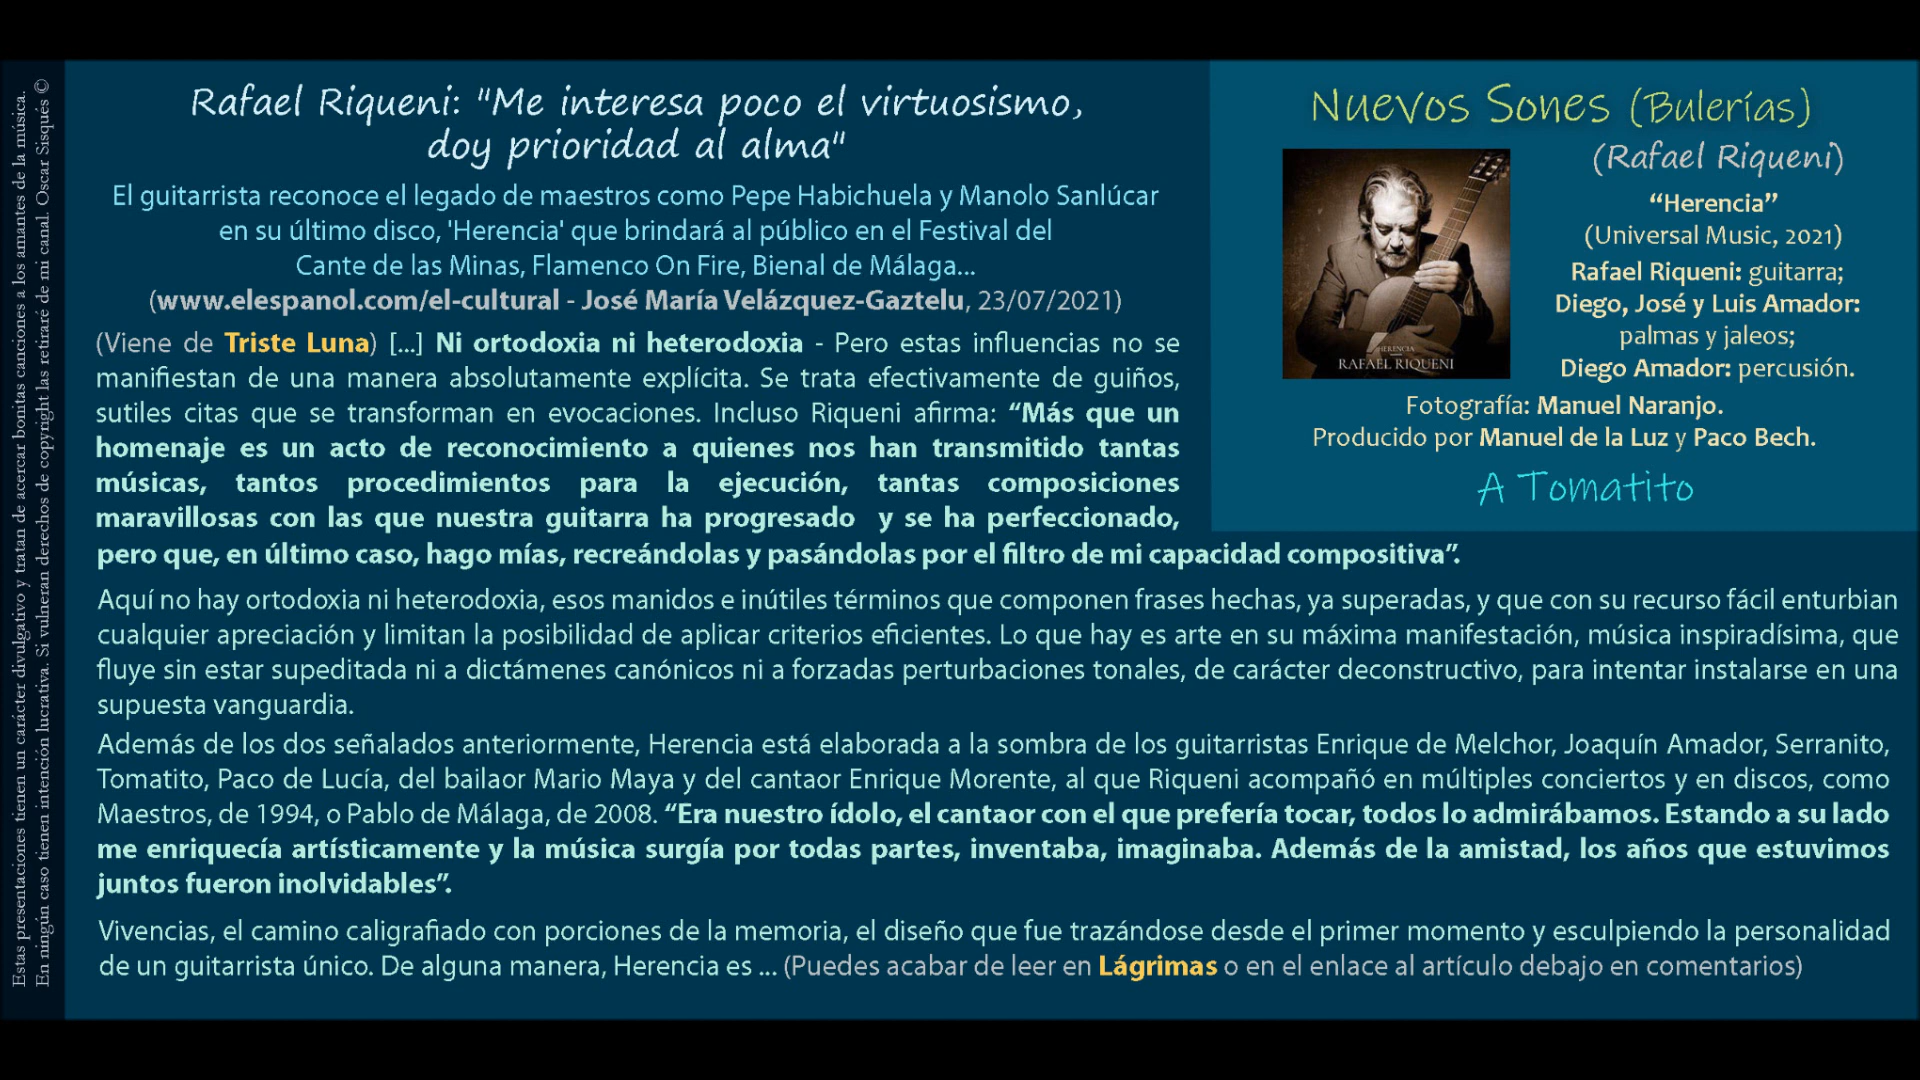 Estas presentaciones tienen un carácter divulgativo y tratan de acercar bonitas canciones a los amantes de la música.
En ningún caso tienen intención lucrativa. Si vulneran derechos de copyright las retiraré de mi canal. Oscar Sisqués ©
Rafael Riqueni: "Me interesa poco el virtuosismo,
doy prioridad al alma"
El guitarrista reconoce el legado de maestros como Pepe Habichuela y Manolo Sanlúcar
en su último disco, 'Herencia' que brindará al público en el Festival del
Cante de las Minas, Flamenco On Fire, Bienal de Málaga...
(www.elespanol.com/el-cultural - José María Velázquez-Gaztelu, 23/07/2021)
(Viene de Triste Luna) [...] Ni ortodoxia ni heterodoxia - Pero estas influencias no se
manifiestan de una manera absolutamente explícita. Se trata efectivamente de guiños,
sutiles citas que se transforman en evocaciones. Incluso Riqueni afirma: “Más que un
homenaje es un acto de reconocimiento a quienes nos han transmitido tantas
músicas, tantos procedimientos para la ejecución, tantas composiciones
maravillosas con las que nuestra guitarra ha progresado y se ha perfeccionado,
pero que, en último caso, hago mías, recreándolas y pasándolas por el filtro de mi capacidad compositiva”.
Aquí no hay ortodoxia ni heterodoxia, esos manidos e inútiles términos que componen frases hechas, ya superadas, y que con su recurso fácil enturbian
cualquier apreciación y limitan la posibilidad de aplicar criterios eficientes. Lo que hay es arte en su máxima manifestación, música inspiradísima, que
fluye sin estar supeditada ni a dictámenes canónicos ni a forzadas perturbaciones tonales, de carácter deconstructivo, para intentar instalarse en una
supuesta vanguardia.
Además de los dos señalados anteriormente, Herencia está elaborada a la sombra de los guitarristas Enrique de Melchor, Joaquín Amador, Serranito,
Tomatito, Paco de Lucía, del bailaor Mario Maya y del cantaor Enrique Morente, al que Riqueni acompañó en múltiples conciertos y en discos, como
Maestros, de 1994, o Pablo de Málaga, de 2008. “Era nuestro ídolo, el cantaor con el que prefería tocar, todos lo admirábamos. Estando a su lado
me enriquecía artísticamente y la música surgía por todas partes, inventaba, imaginaba. Además de la amistad, los años que estuvimos
juntos fueron inolvidables”.
Vivencias, el camino caligrafiado con porciones de la memoria, el diseño que fue trazándose desde el primer momento y esculpiendo la personalidad
de un guitarrista único. De alguna manera, Herencia es ... (Puedes acabar de leer en Lágrimas o en el enlace al artículo debajo en comentarios)
Nuevos Sones (Bulerías)
(Rafael Riqueni)
“Herencia”
(Universal Music, 2021)
Rafael Riqueni: guitarra;
Diego, José y Luis Amador:
palmas y jaleos;
Diego Amador: percusión.
HERENCIA
RAFAEL RIQUENI
Fotografía: Manuel Naranjo.
Producido por Manuel de la Luz y Paco Bech.
A Tomatito